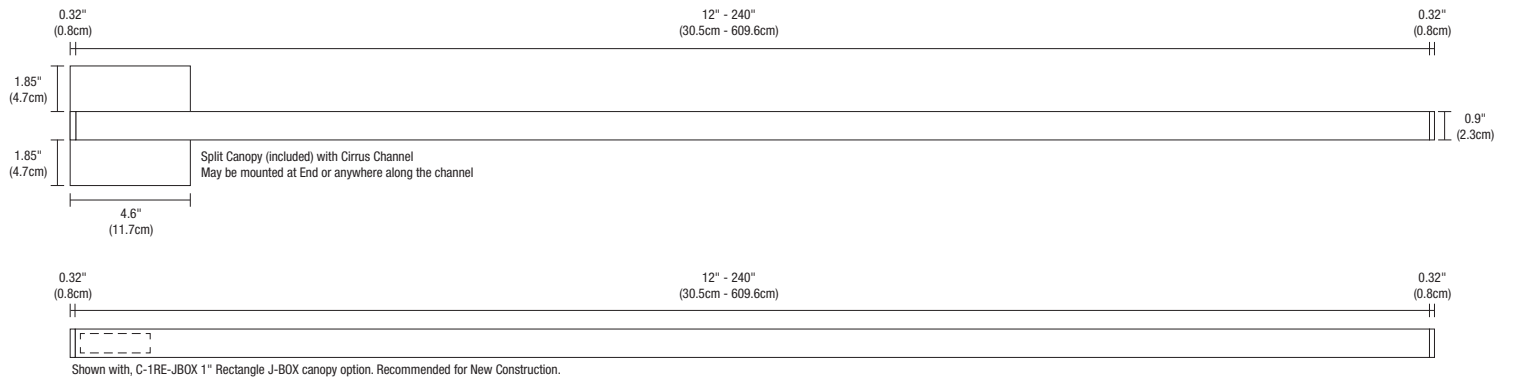 0.32"
(0.8cm)
12" - 240"
(30.5cm - 609.6cm)
0.32"
(0.8cm)
1.85"
(4.7cm)
0.9"
(2.3cm)
1.85"
(4.7cm)
Split Canopy (included) with Cirrus Channel
May be mounted at End or anywhere along the channel
4.6"
(11.7cm)
0.32"
(0.8cm)
12" - 240"
(30.5cm - 609.6cm)
0.32"
(0.8cm)
Shown with, C-1RE-JBOX 1" Rectangle J-BOX canopy option. Recommended for New Construction.